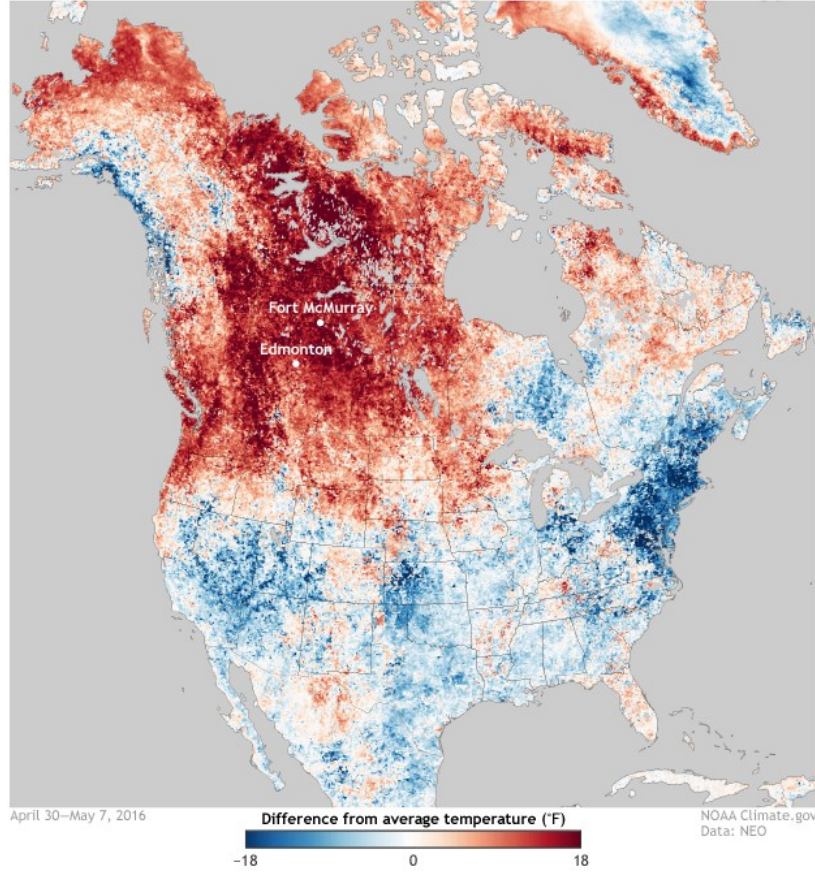 Fort McMurray
Edmonton
April 30—May 7, 2016
Difference from average temperature (°F)
NOAA Climate.gov
Data: NEO
-18
0
18